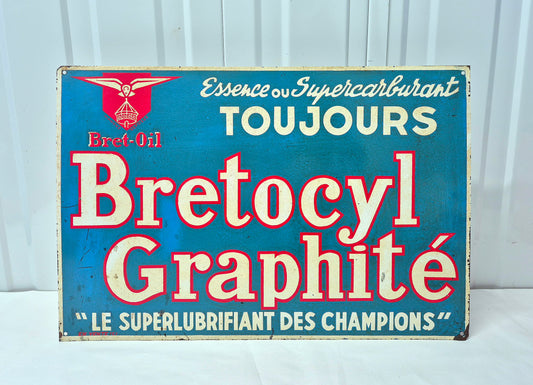 Essence ou Supercarburant
TOUJOURS
Bret-Oil
Bretocyl
Graphité
"LE SUPERLUBRIFIANT DES CHAMPIONS"